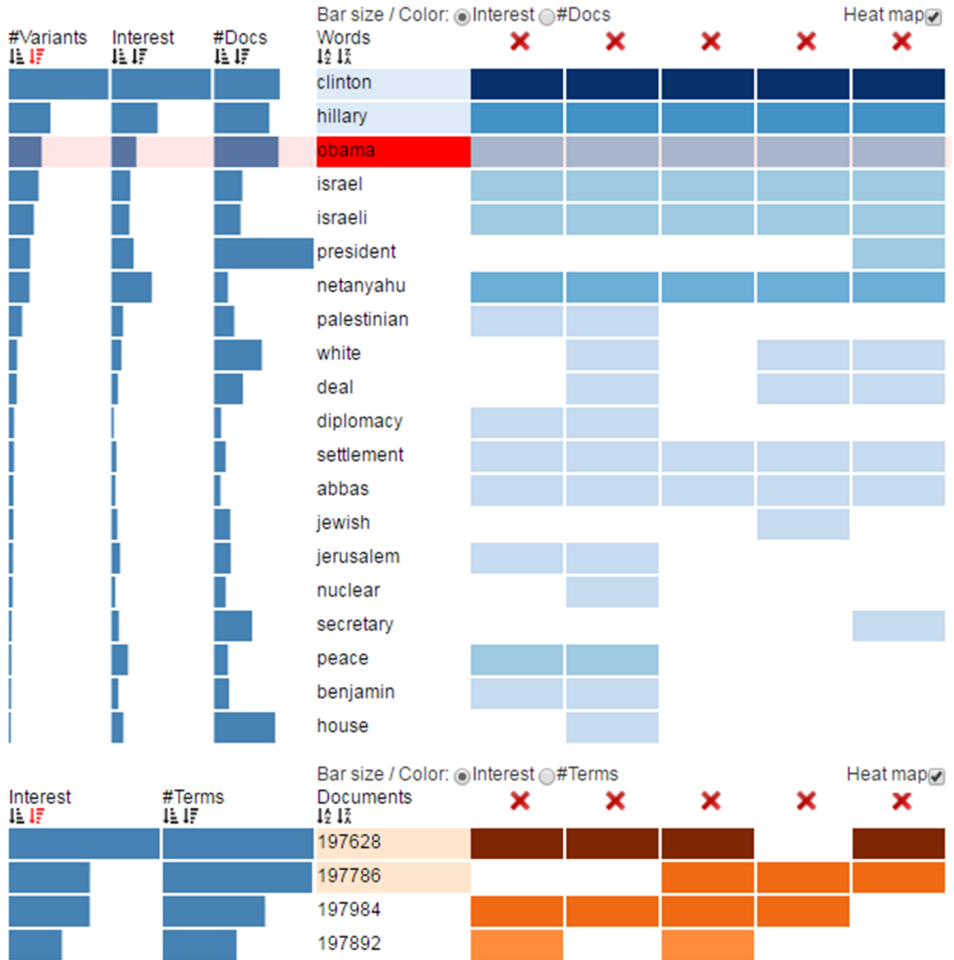 Bar size / Color: Interest #Docs Heat map
#Variants Interest #Docs Words
clinton
hillary
obama
israel
israeli
president
netanyahu
palestinian
white
deal
diplomacy
settlement
abbas
jewish
jerusalem
nuclear
secretary
peace
benjamin
house
Bar size / Color: Interest #Terms Heat map
Interest #Terms Documents
197628
197786
197984
197892